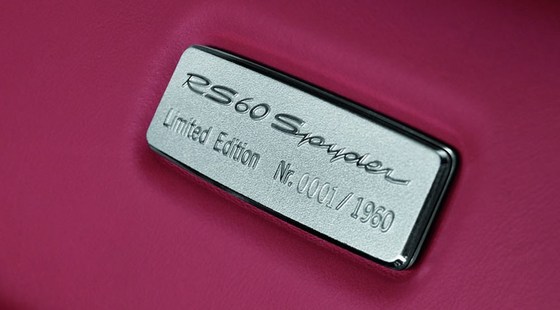 RS60 Spyder
Limited Edition Nr. 0001/1960